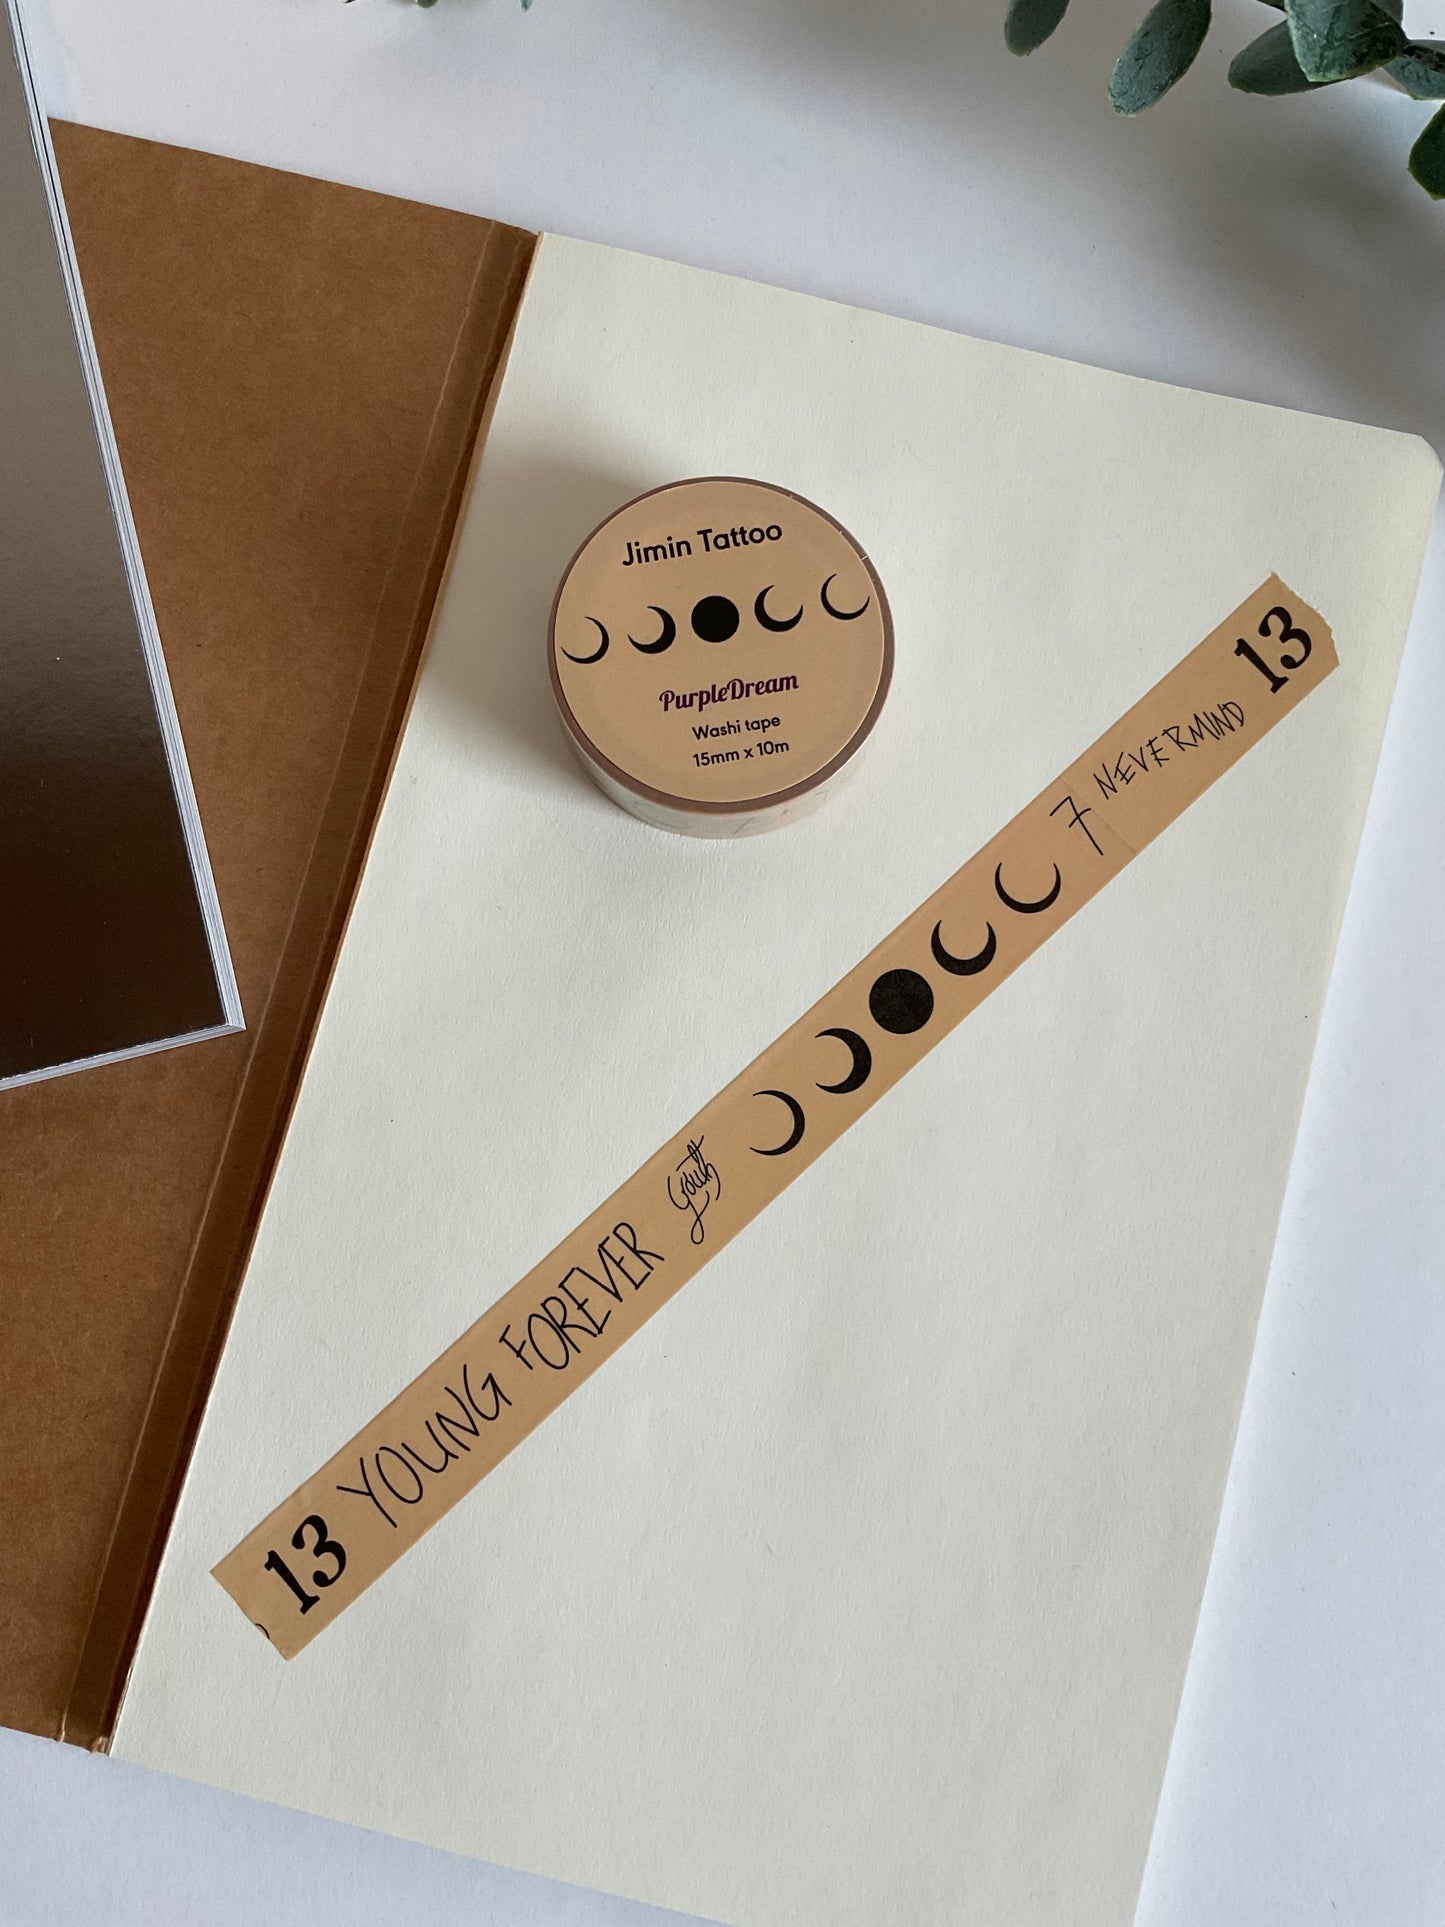 Jimin Tattoo
PurpleDream
Washi tape
15mm x 10m
13 YOUNG FOREVER Youth 7 NEVERMIND 13